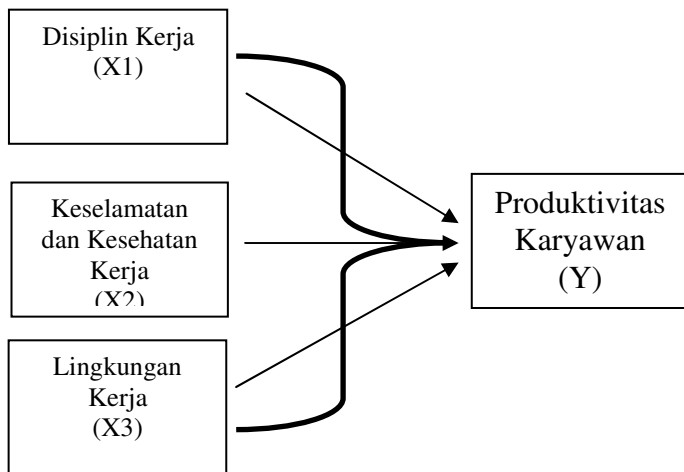 Disiplin Kerja
(X1)
Keselamatan
dan Kesehatan
Kerja
(X2)
Lingkungan
Kerja
(X3)
Produktivitas
Karyawan
(Y)